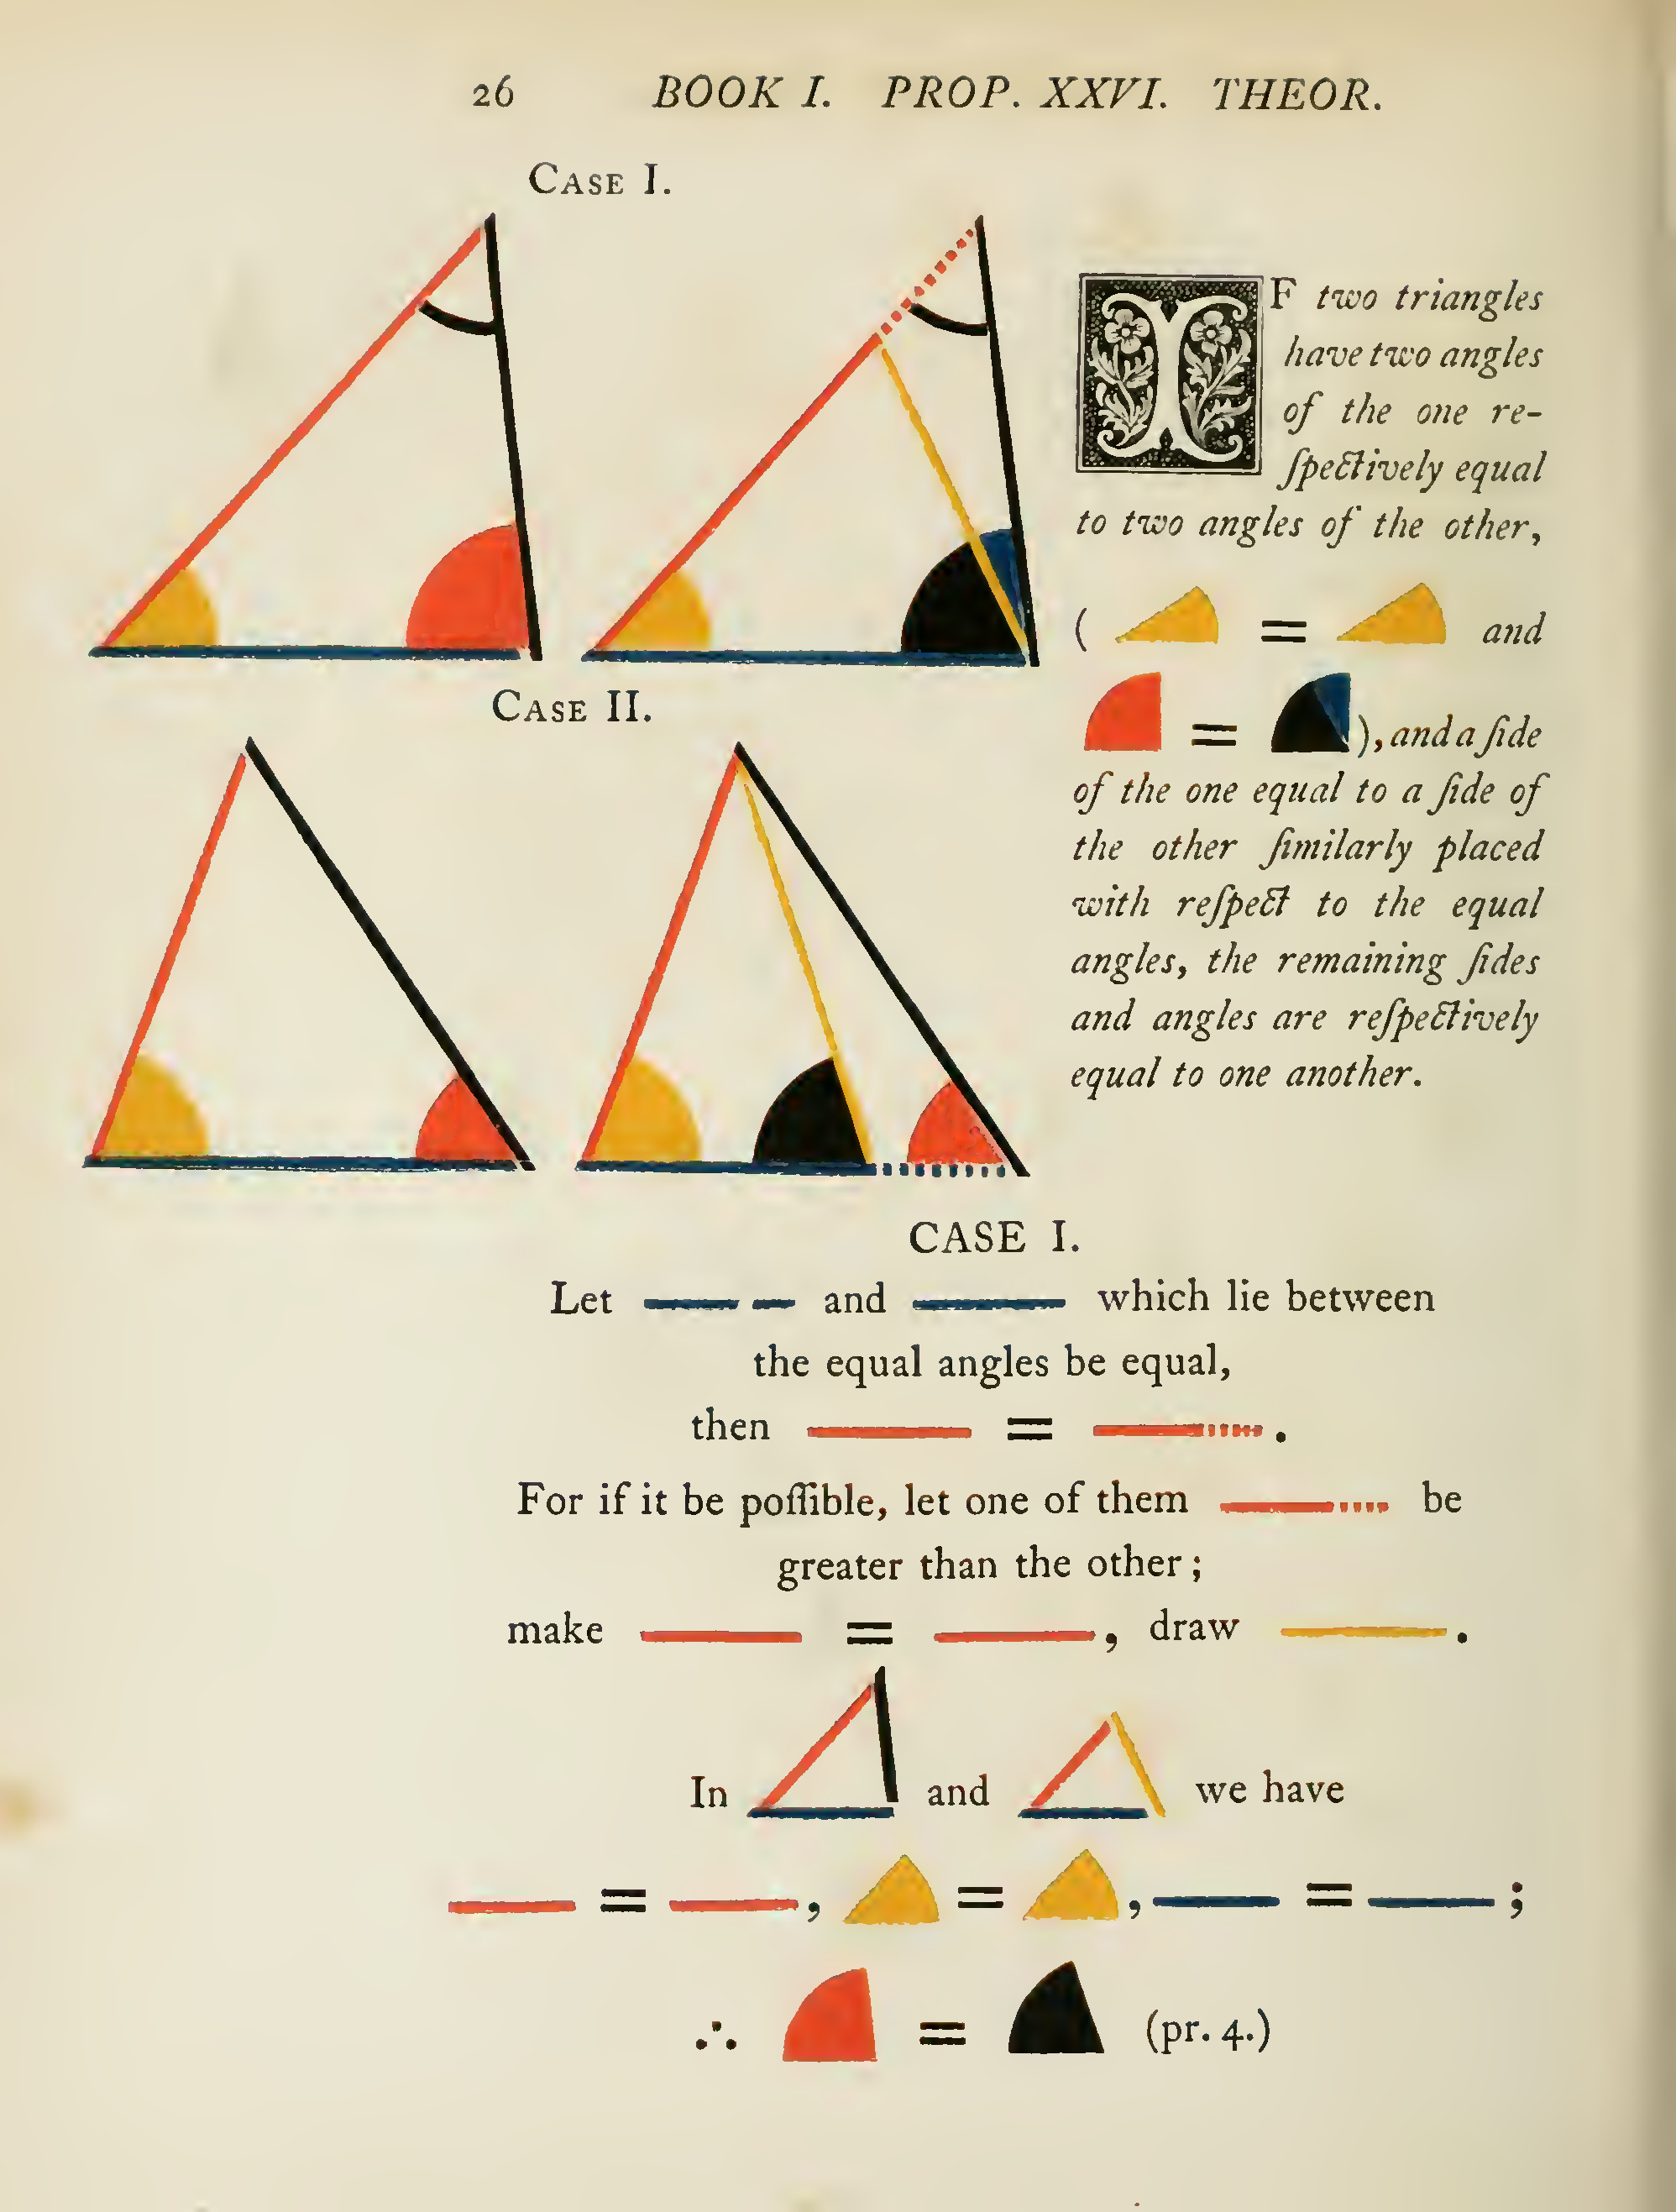 26 BOOK I. PROP. XXVI. THEOR.
CASE I.
IF two triangles
have two angles
of the one re-
ſpectively equal
to two angles of the other,
( = and
= ), and a ſide
of the one equal to a ſide of
the other ſimilarly placed
with reſpect to the equal
angles, the remaining ſides
and angles are reſpectively
equal to one another.
CASE II.
CASE I.
Let and which lie between
the equal angles be equal,
then = .
For if it be poſſible, let one of them be
greater than the other ;
make = , draw .
In and we have
= , = , = ;
∴ = (pr. 4.)